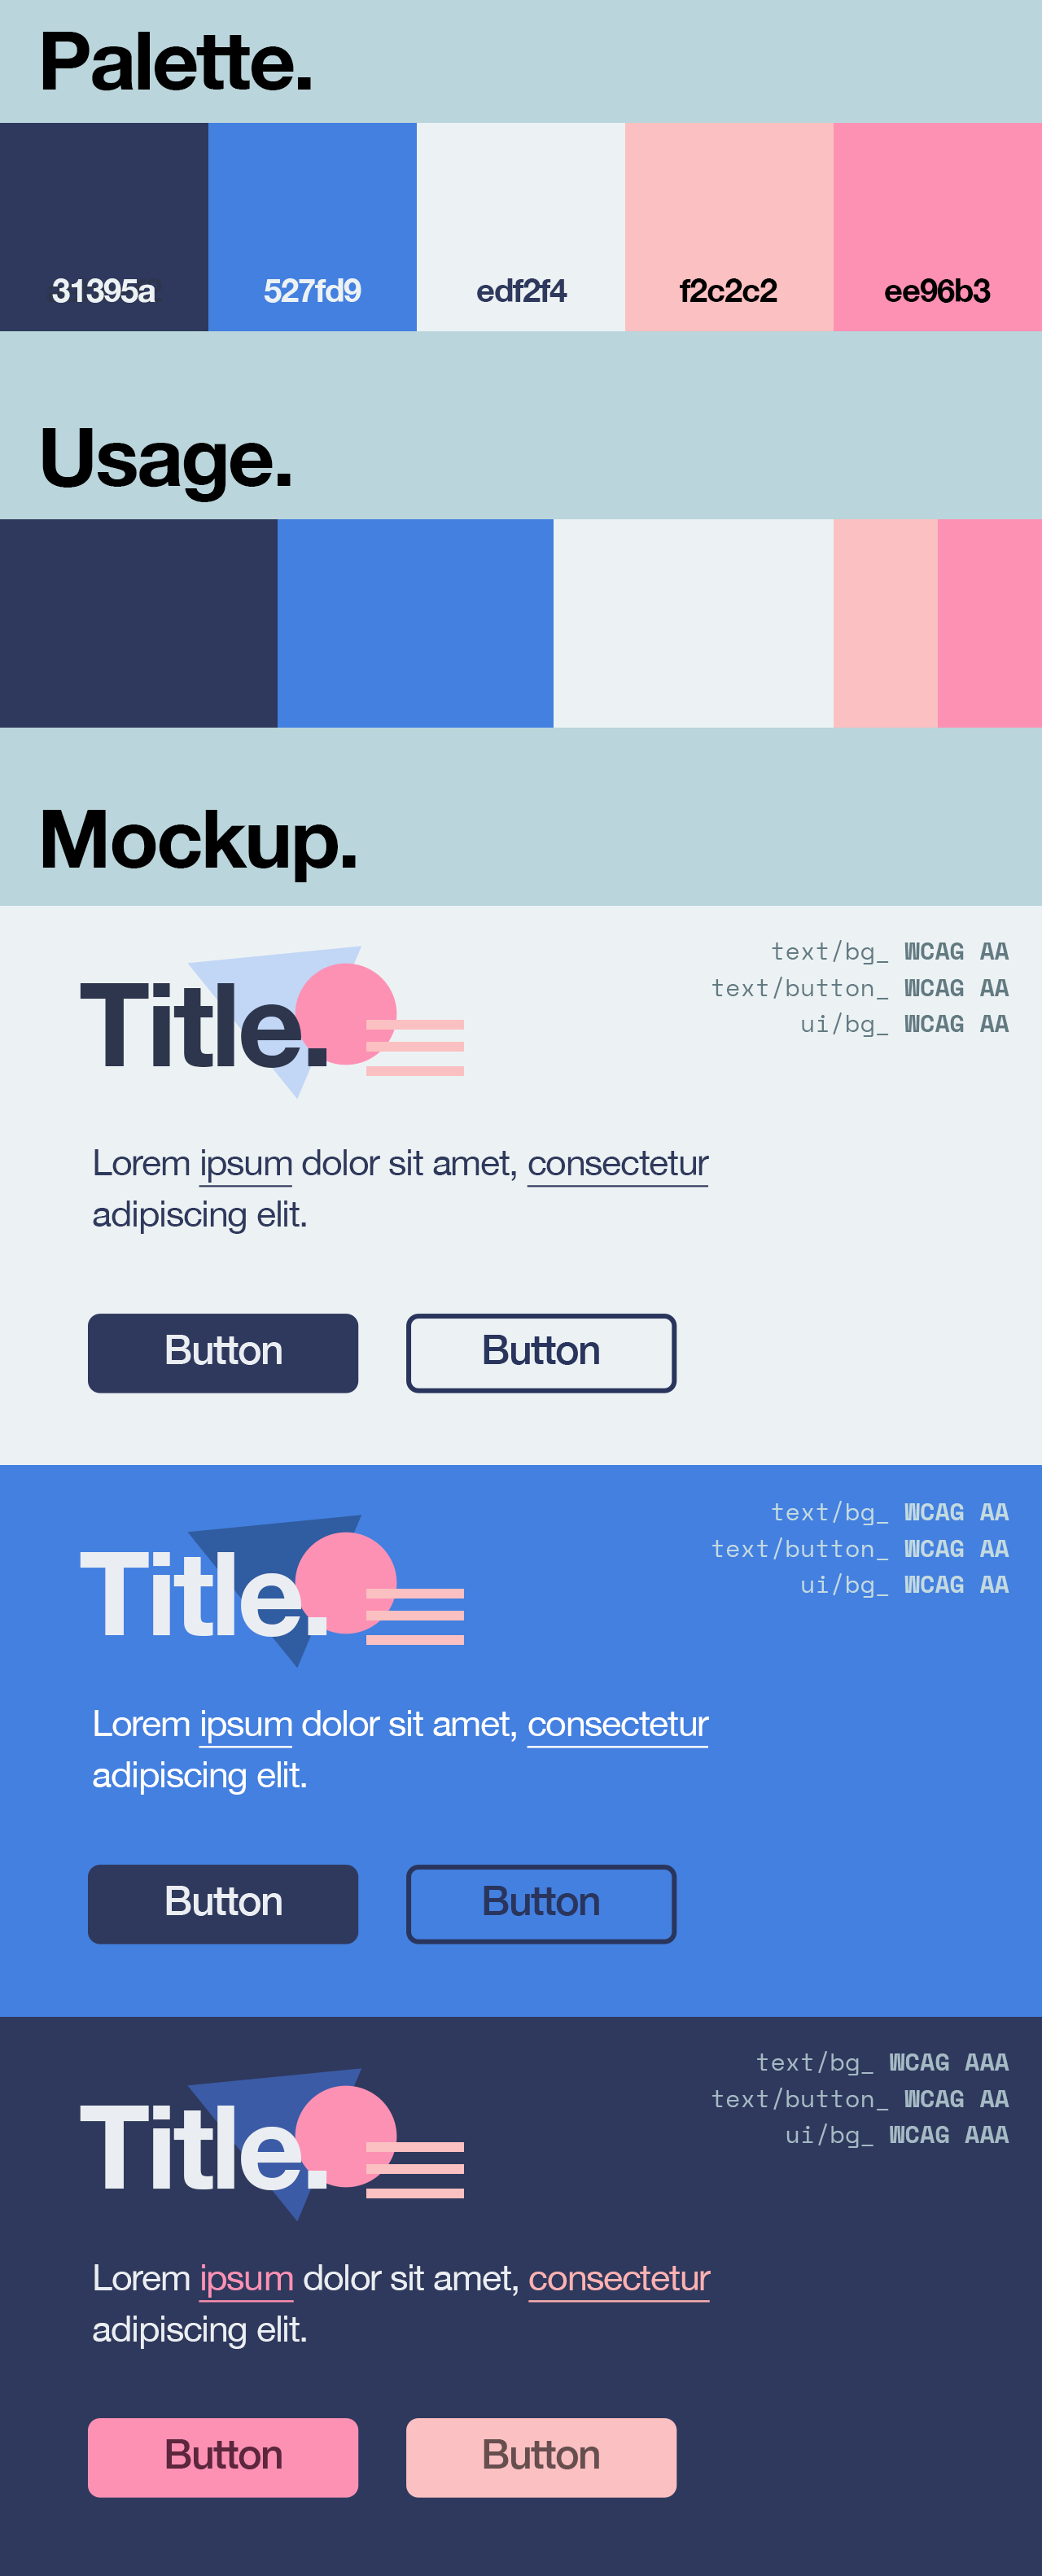 Palette.
31395a 527fd9 edf2f4 f2c2c2 ee96b3
Usage.
Mockup.
text/bg_ WCAG AA
text/button_ WCAG AA
ui/bg_ WCAG AA
Title.
Lorem ipsum dolor sit amet, consectetur
adipiscing elit.
Button Button
text/bg_ WCAG AA
text/button_ WCAG AA
ui/bg_ WCAG AA
Title.
Lorem ipsum dolor sit amet, consectetur
adipiscing elit.
Button Button
text/bg_ WCAG AAA
text/button_ WCAG AA
ui/bg_ WCAG AAA
Title.
Lorem ipsum dolor sit amet, consectetur
adipiscing elit.
Button Button